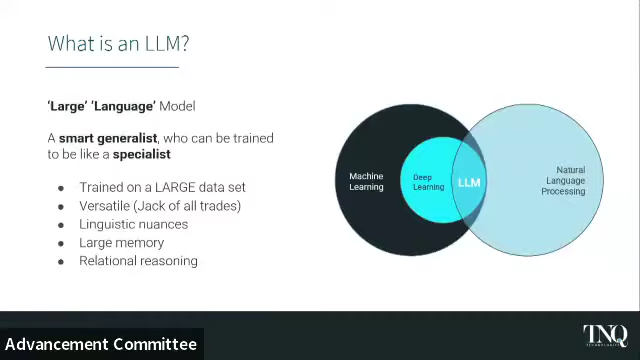 What is an LLM?
‘Large’ ‘Language’ Model
A smart generalist, who can be trained
to be like a specialist
● Trained on a LARGE data set
● Versatile (Jack of all trades)
● Linguistic nuances
● Large memory
● Relational reasoning
Machine
Learning
Deep
Learning
LLM
Natural
Language
Processing
Advancement Committee
TNQ
TECHNOLOGIES